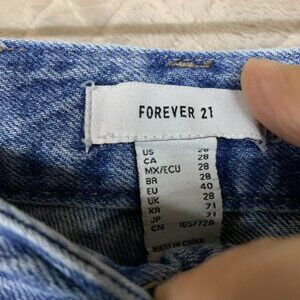 FOREVER 21
US 28
CA 28
MX/ECU 28
BR 28
EU 40
UK 28
KR 71
JP 71
CN 165/72A
MADE IN CHINA